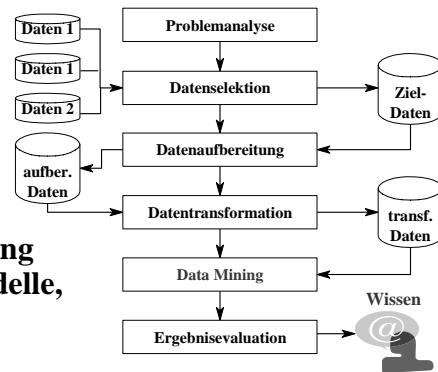 Daten 1
Problemanalyse
Daten 1
Datenselektion
Daten 2
Ziel-
Daten
Datenaufbereitung
aufber.
Daten
Datentransformation
transf.
Daten
ng
delle,
Data Mining
Wissen
@
Ergebnisevaluation